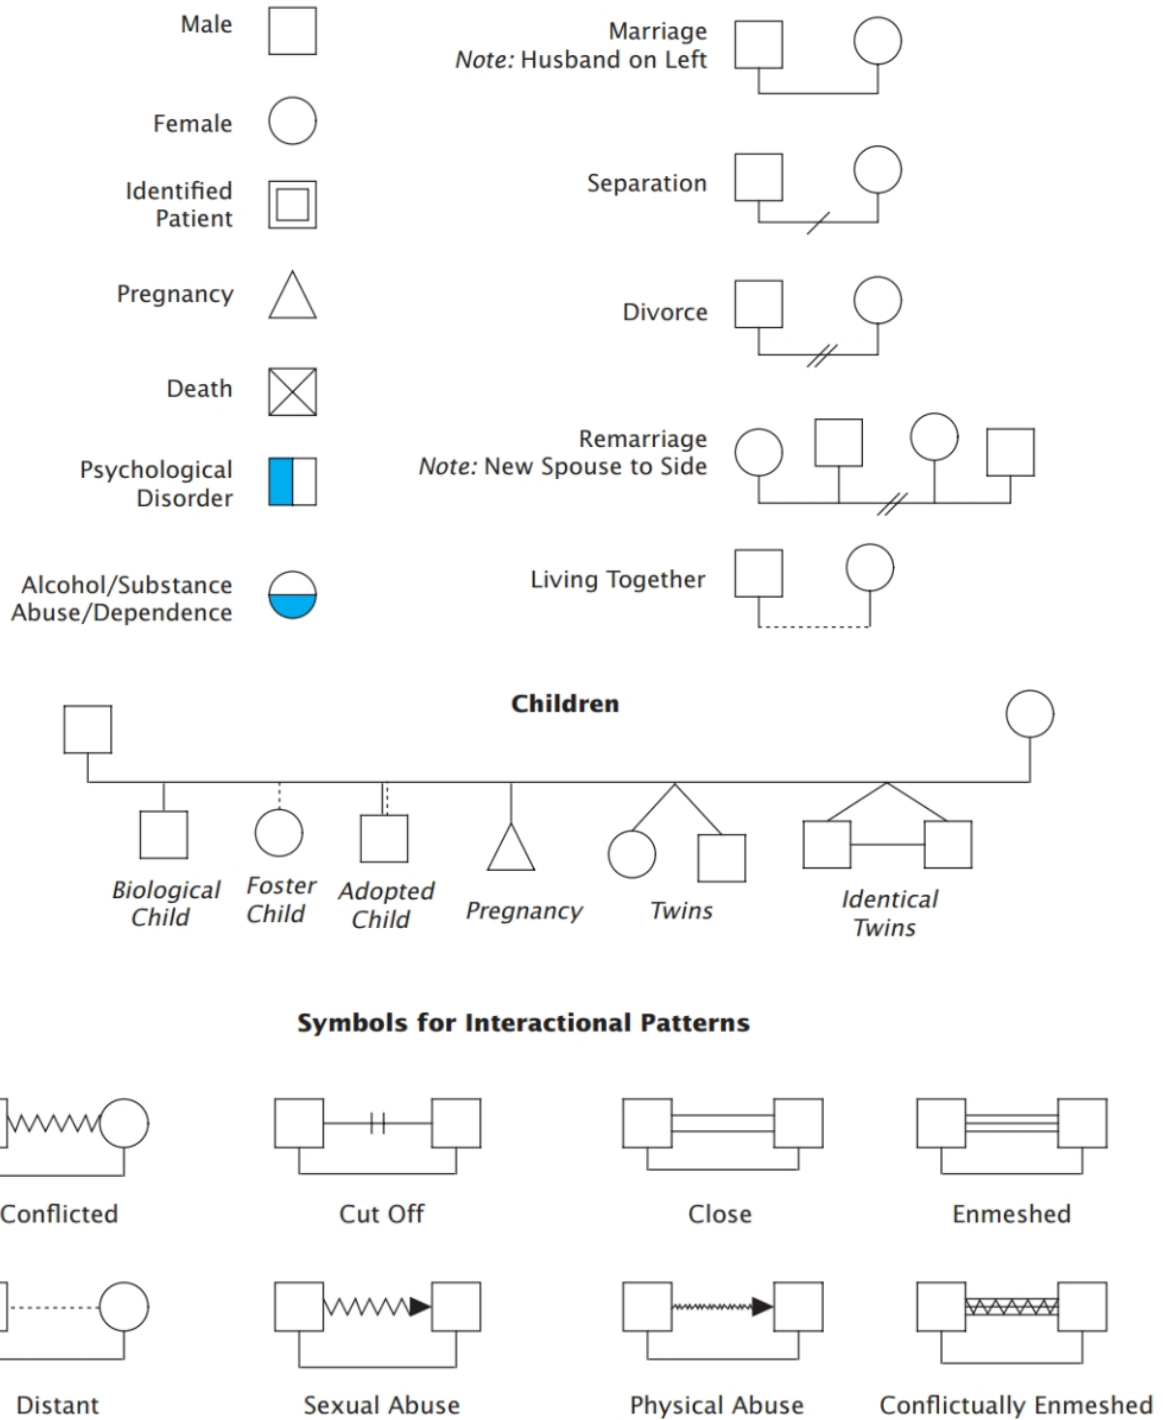 Male
Female
Identified
Patient
Pregnancy
Death
Psychological
Disorder
Alcohol/Substance
Abuse/Dependence
Marriage
Note: Husband on Left
Separation
Divorce
Remarriage
Note: New Spouse to Side
Living Together
Children
Biological
Child
Foster
Child
Adopted
Child
Pregnancy
Twins
Identical
Twins
Symbols for Interactional Patterns
Conflicted
Cut Off
Close
Enmeshed
Distant
Sexual Abuse
Physical Abuse
Conflictually Enmeshed